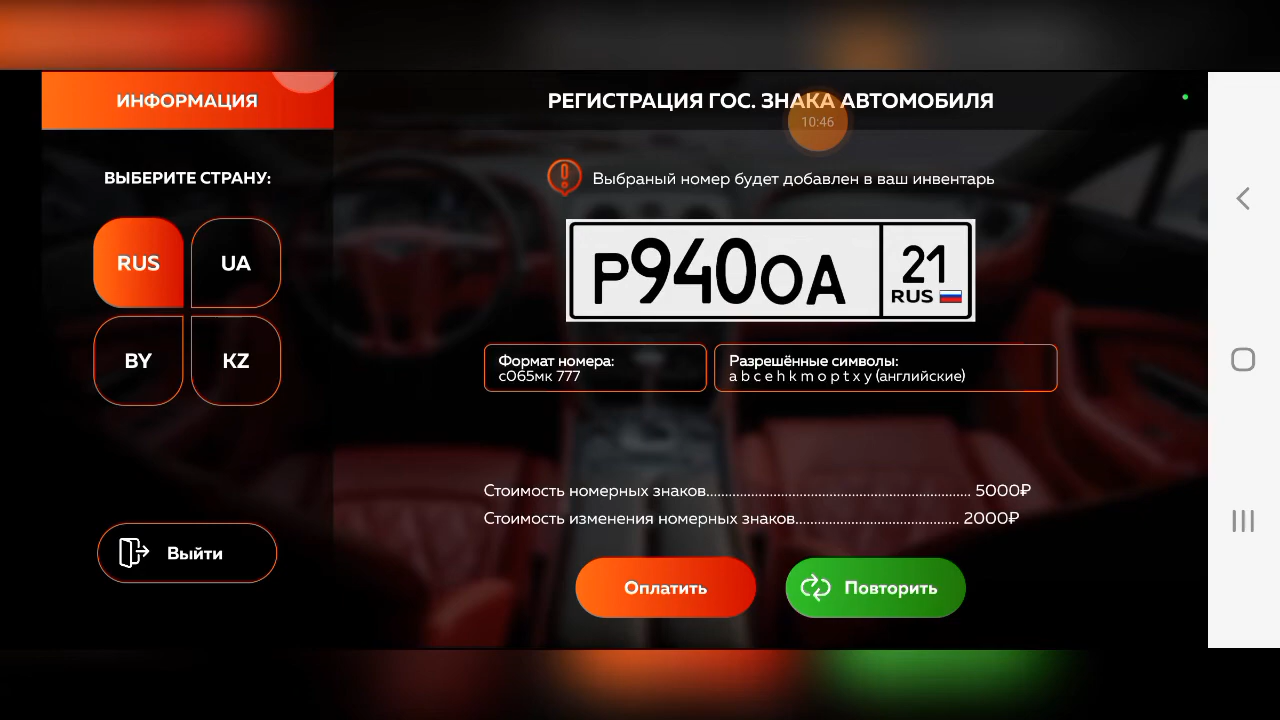 ИНФОРМАЦИЯ
РЕГИСТРАЦИЯ ГОС. ЗНАКА АВТОМОБИЛЯ
10:46
ВЫБЕРИТЕ СТРАНУ:
Выбраный номер будет добавлен в ваш инвентарь
RUS
UA
BY
KZ
Р940ОА 21
RUS
Формат номера:
с065мк 777
Разрешённые символы:
a b c e h k m o p t x y (английские)
Стоимость номерных знаков........................................................................ 5000₽
Стоимость изменения номерных знаков............................................. 2000₽
Выйти
Оплатить
Повторить